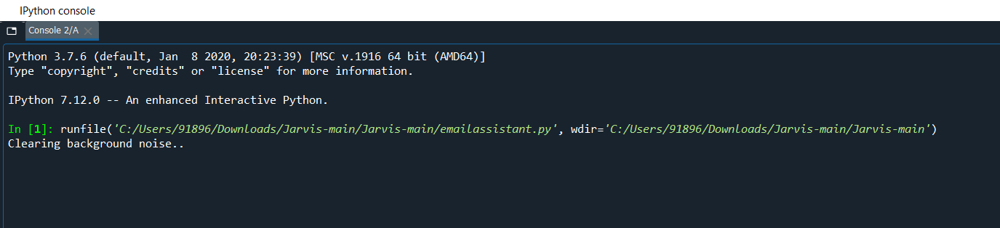 IPython console
Console 2/A
Python 3.7.6 (default, Jan  8 2020, 20:23:39) [MSC v.1916 64 bit (AMD64)]
Type "copyright", "credits" or "license" for more information.
IPython 7.12.0 -- An enhanced Interactive Python.
In [1]: runfile('C:/Users/91896/Downloads/Jarvis-main/Jarvis-main/emailassistant.py', wdir='C:/Users/91896/Downloads/Jarvis-main/Jarvis-main')
Clearing background noise..